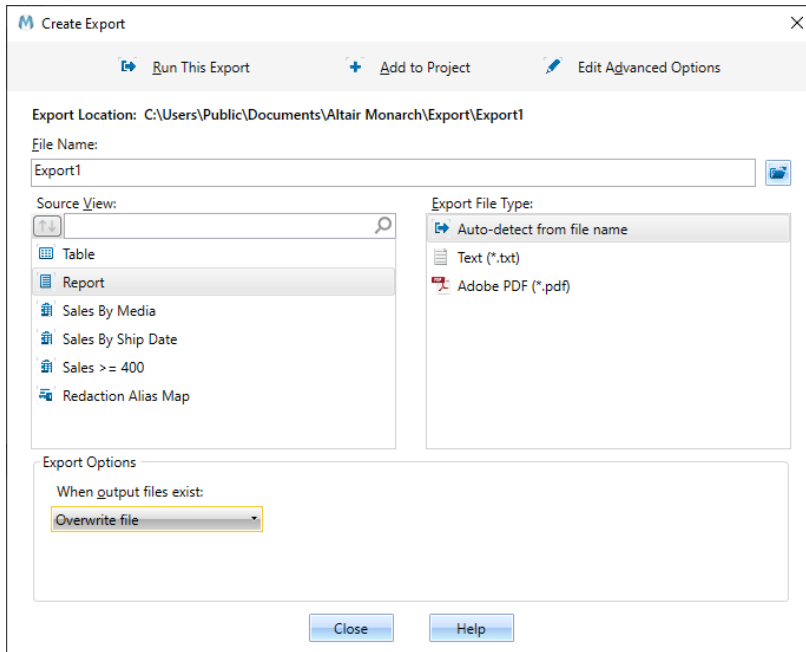 Create Export
Run This Export
Add to Project
Edit Advanced Options
Export Location: C:\Users\Public\Documents\Altair Monarch\Export\Export1
File Name:
Export1
Source View:
Table
Report
Sales By Media
Sales By Ship Date
Sales >= 400
Redaction Alias Map
Export File Type:
Auto-detect from file name
Text (*.txt)
Adobe PDF (*.pdf)
Export Options
When output files exist:
Overwrite file
Close
Help